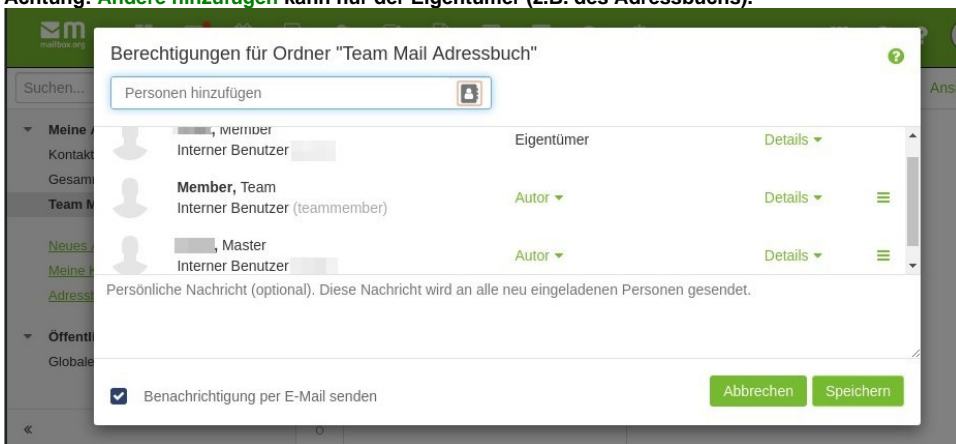 Achtung: Andere hinzufügen kann nur der Eigentümer (z.B. des Adressbuchs).
mailbox.org
Berechtigungen für Ordner "Team Mail Adressbuch"
Suchen...
Personen hinzufügen
Ans
Meine A
, Member
Eigentümer
Details
Kontakt
Interner Benutzer
Gesam
Member, Team
Autor
Details
Team M
Interner Benutzer (teammember)
Neues A
, Master
Autor
Details
Meine K
Interner Benutzer
Adressb
Persönliche Nachricht (optional). Diese Nachricht wird an alle neu eingeladenen Personen gesendet.
Öffentli
Globale
Benachrichtigung per E-Mail senden
Abbrechen
Speichern